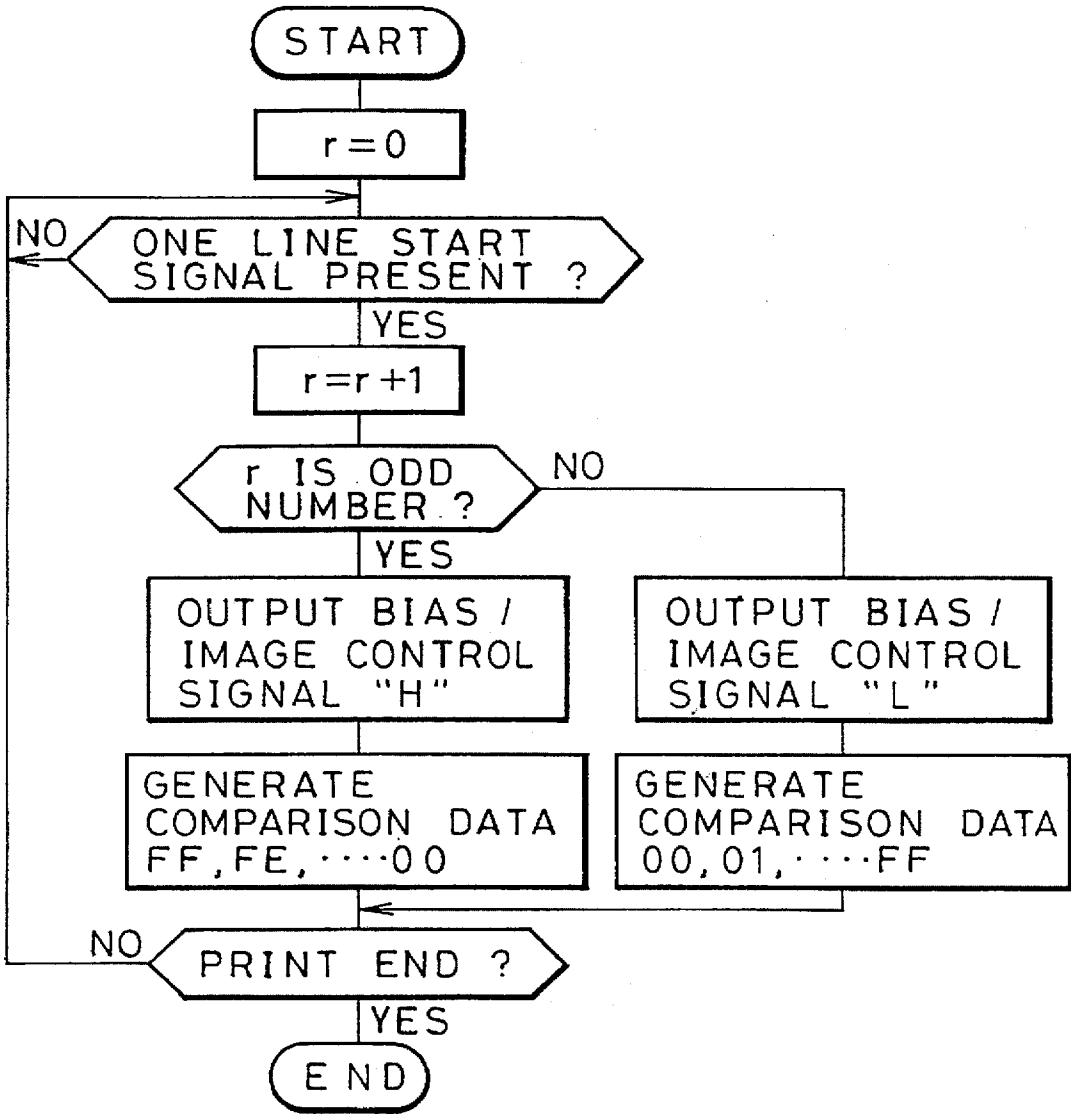 START
r=0
NO
ONE LINE START
SIGNAL PRESENT ?
YES
r=r+1
r IS ODD
NUMBER ?
NO
YES
OUTPUT BIAS /
IMAGE CONTROL
SIGNAL "H"
OUTPUT BIAS /
IMAGE CONTROL
SIGNAL "L"
GENERATE
COMPARISON DATA
FF,FE,····00
GENERATE
COMPARISON DATA
00,01,····FF
NO
PRINT END ?
YES
END